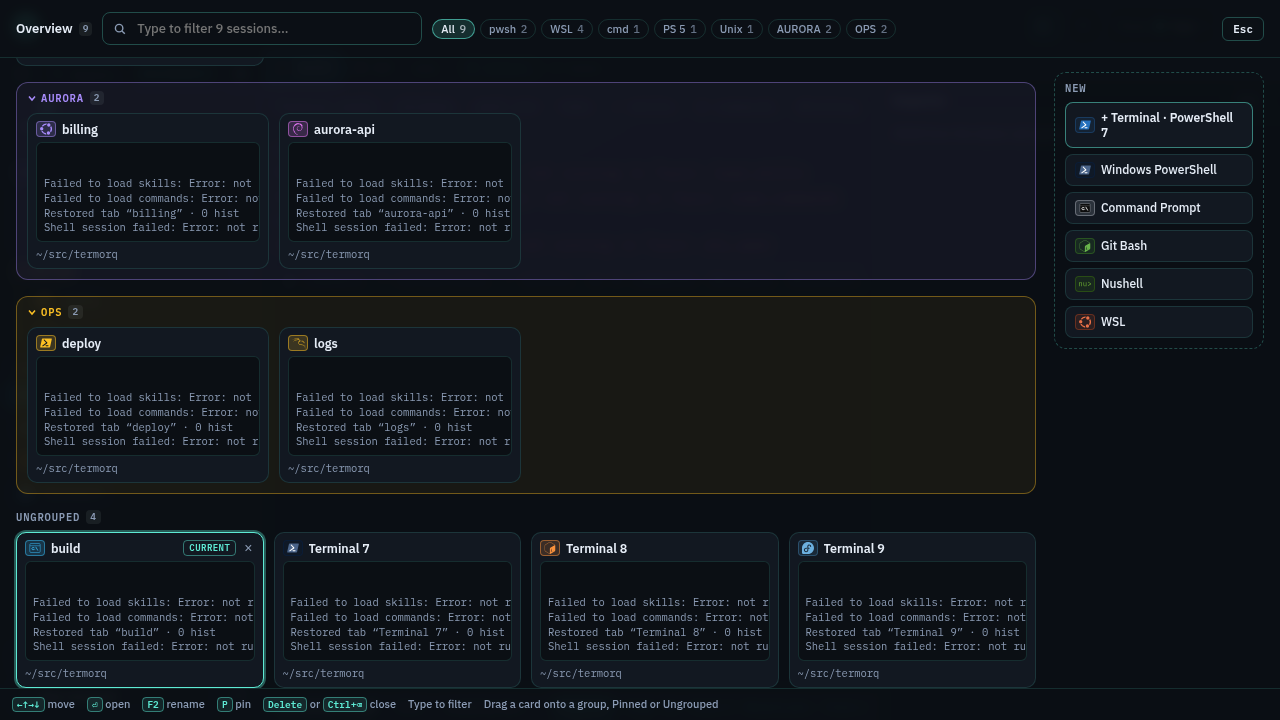 Overview 9
Type to filter 9 sessions...
All 9
pwsh 2
WSL 4
cmd 1
PS 5 1
Unix 1
AURORA 2
OPS 2
Esc
AURORA 2
billing
Failed to load skills: Error: not
Failed to load commands: Error: no
Restored tab “billing” · 0 hist
Shell session failed: Error: not r
~/src/termorq
aurora-api
Failed to load skills: Error: not
Failed to load commands: Error: no
Restored tab “aurora-api” · 0 hist
Shell session failed: Error: not r
~/src/termorq
OPS 2
deploy
Failed to load skills: Error: not
Failed to load commands: Error: no
Restored tab “deploy” · 0 hist
Shell session failed: Error: not r
~/src/termorq
logs
Failed to load skills: Error: not
Failed to load commands: Error: no
Restored tab “logs” · 0 hist
Shell session failed: Error: not r
~/src/termorq
UNGROUPED 4
build CURRENT ×
Failed to load skills: Error: not r
Failed to load commands: Error: not
Restored tab “build” · 0 hist
Shell session failed: Error: not ru
~/src/termorq
Terminal 7
Failed to load skills: Error: not r
Failed to load commands: Error: not
Restored tab “Terminal 7” · 0 hist
Shell session failed: Error: not ru
~/src/termorq
Terminal 8
Failed to load skills: Error: not r
Failed to load commands: Error: not
Restored tab “Terminal 8” · 0 hist
Shell session failed: Error: not ru
~/src/termorq
Terminal 9
Failed to load skills: Error: not r
Failed to load commands: Error: not
Restored tab “Terminal 9” · 0 hist
Shell session failed: Error: not ru
~/src/termorq
NEW
+ Terminal · PowerShell
7
Windows PowerShell
Command Prompt
Git Bash
nu> Nushell
WSL
←↑→↓ move ⏎ open F2 rename P pin Delete or Ctrl+⌫ close Type to filter Drag a card onto a group, Pinned or Ungrouped